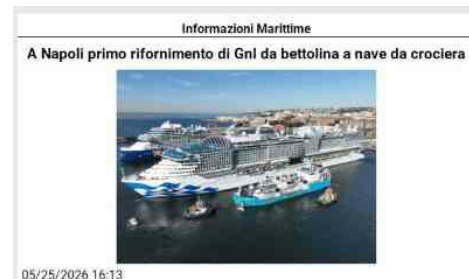 Informazioni Marittime
A Napoli primo rifornimento di Gnl da bettolina a nave da crociera
05/25/2026 16:13